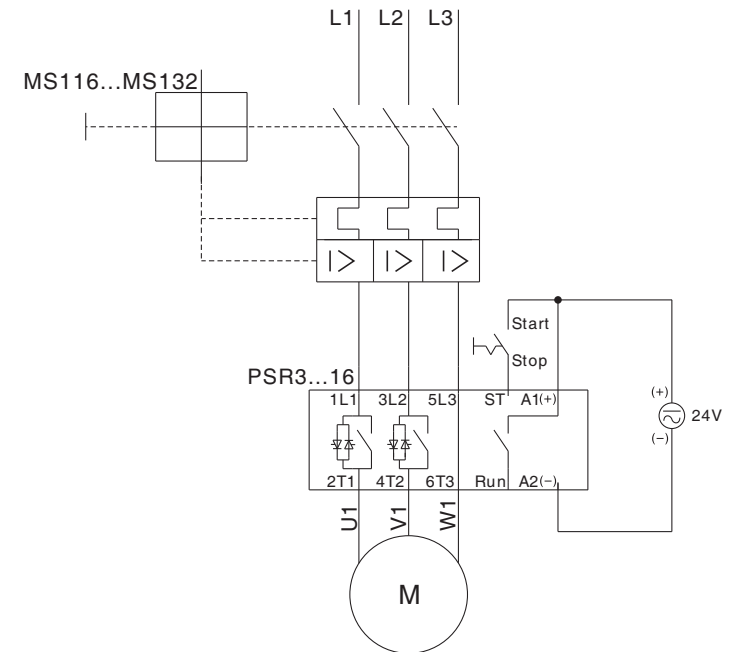 L1 L2 L3
MS116...MS132
I> I> I>
Start
Stop
PSR3...16
1L1 3L2 5L3 ST A1(+)
(+)
24V
(−)
2T1 4T2 6T3 Run A2(−)
U1 V1 W1
M